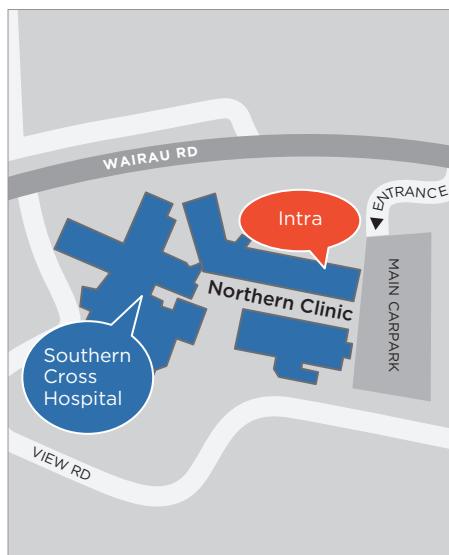 WAIRAU RD
ENTRANCE
Intra
MAIN CARPARK
Northern Clinic
Southern
Cross
Hospital
VIEW RD